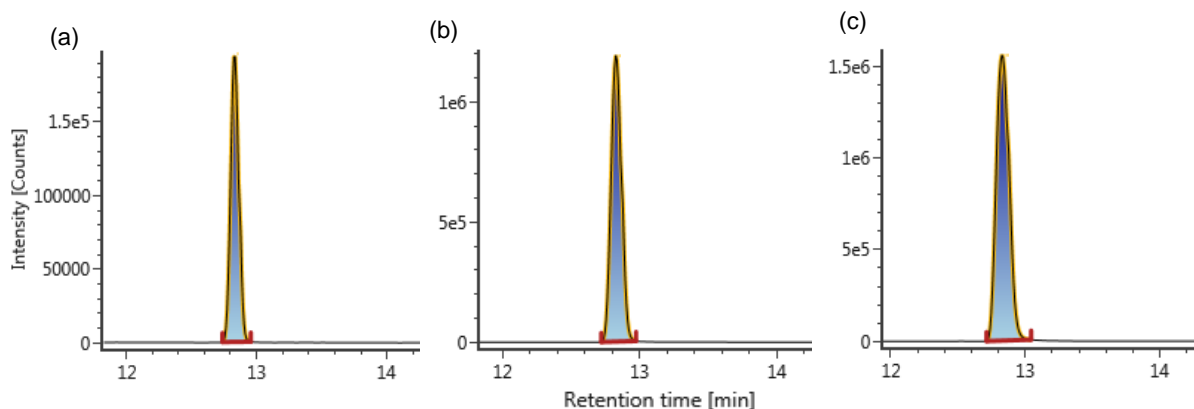 (a)
(b)
(c)
Intensity [Counts]
1.5e5
100000
50000
0
12
13
14
1e6
5e5
0
12
13
14
1.5e6
1e6
5e5
0
12
13
14
Retention time [min]